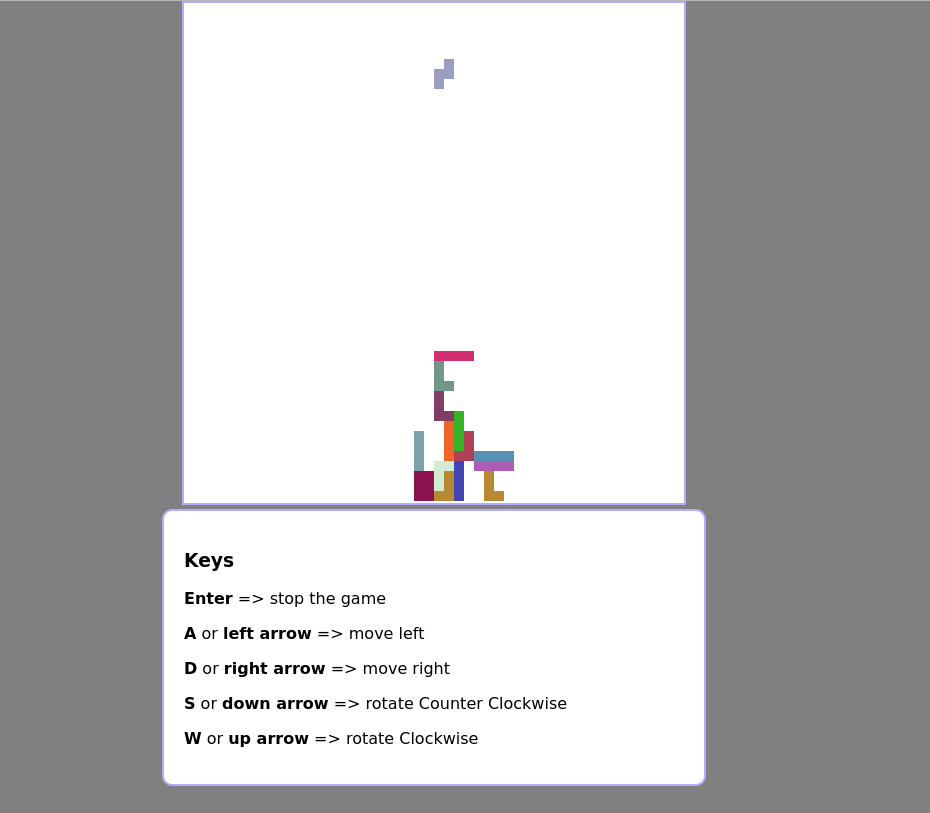 Keys
Enter => stop the game
A or left arrow => move left
D or right arrow => move right
S or down arrow => rotate Counter Clockwise
W or up arrow => rotate Clockwise